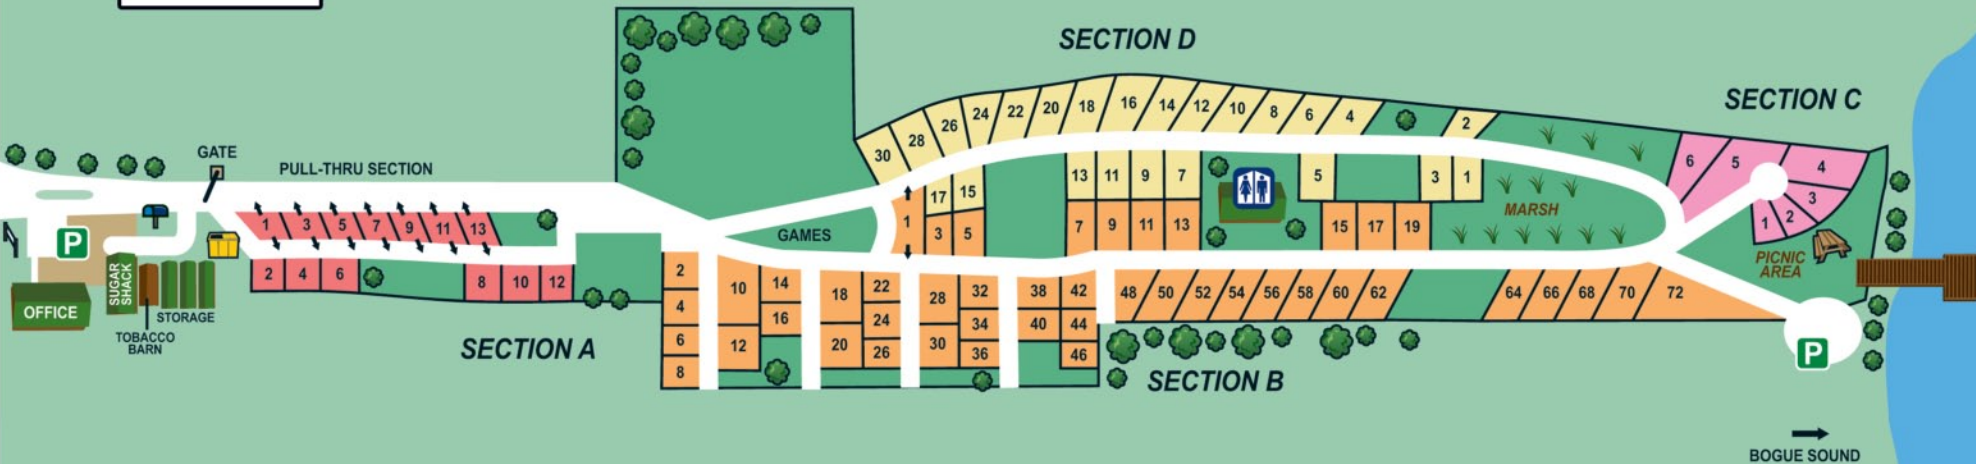 SECTION D
SECTION C
GATE
PULL-THRU SECTION
30 28 26 24 22 20 18 16 14 12 10 8 6 4 2
17 15 13 11 9 7 5 3 1
6 5 4 3 2 1
1 3 5 7 9 11 13
2 4 6 8 10 12
P
OFFICE
SUGAR
SHACK
TOBACCO
BARN
STORAGE
SECTION A
GAMES
1 3 5 7 9 11 13 15 17 19
MARSH
PICNIC
AREA
2 4 6 8
10 12 14 16
18 20 22 24 26
28 30 32 34 36
38 40 42 44 46
48 50 52 54 56 58 60 62 64 66 68 70 72
SECTION B
P
BOGUE SOUND